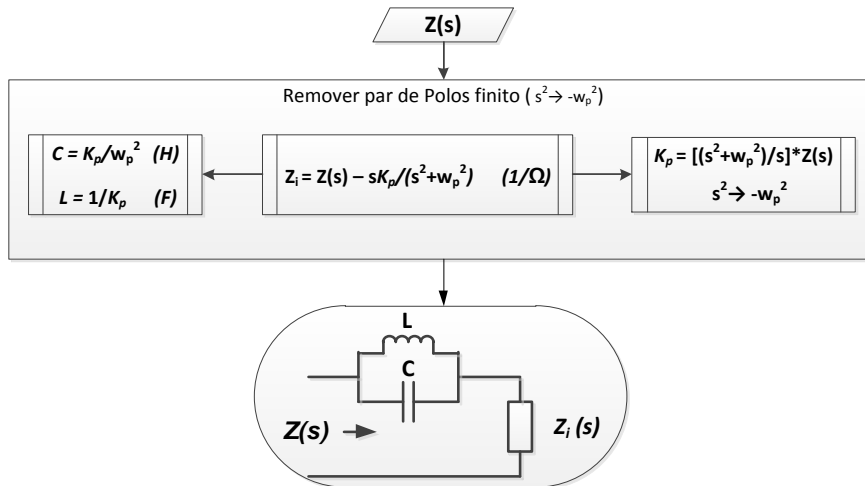 Z(s)
Remover par de Polos finito ( s²→ -wₚ²)
C = Kₚ/wₚ² (H)
L = 1/Kₚ (F)
Zᵢ = Z(s) – sKₚ/(s²+wₚ²) (1/Ω)
Kₚ = [(s²+wₚ²)/s]*Z(s)
s²→ -wₚ²
L
C
Z(s)
Zᵢ (s)